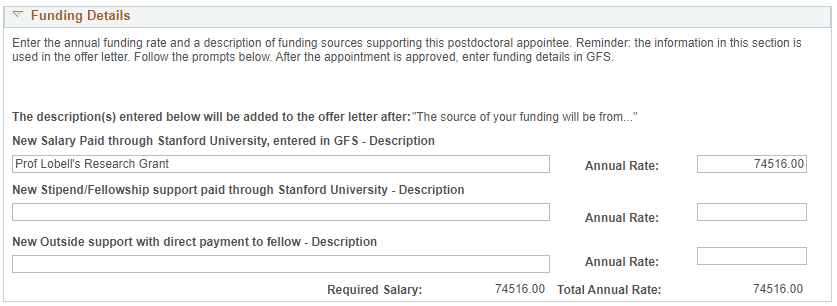 Funding Details
Enter the annual funding rate and a description of funding sources supporting this postdoctoral appointee. Reminder: the information in this section is
used in the offer letter. Follow the prompts below. After the appointment is approved, enter funding details in GFS.
The description(s) entered below will be added to the offer letter after:"The source of your funding will be from..."
New Salary Paid through Stanford University, entered in GFS - Description
Prof Lobell's Research Grant Annual Rate: 74516.00
New Stipend/Fellowship support paid through Stanford University - Description
Annual Rate:
New Outside support with direct payment to fellow - Description
Annual Rate:
Required Salary: 74516.00 Total Annual Rate: 74516.00